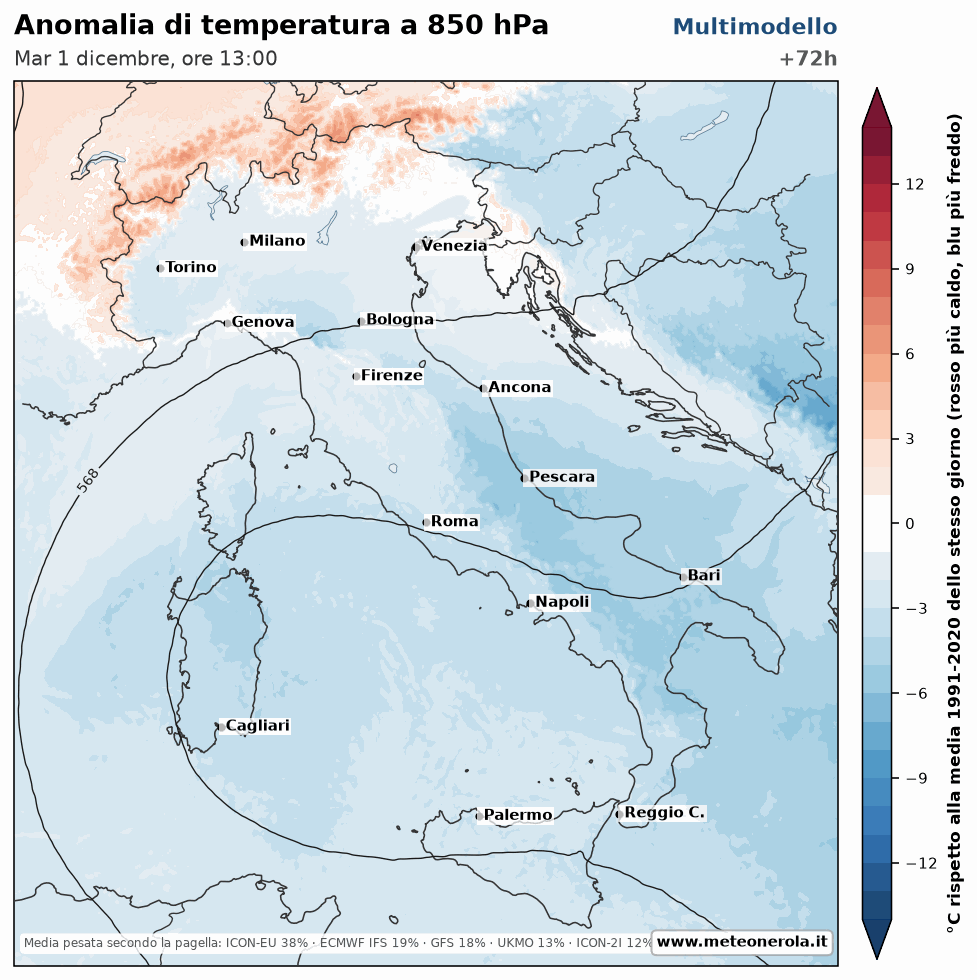 Anomalia di temperatura a 850 hPa
Multimodello
Mar 1 dicembre, ore 13:00
+72h
Milano
Venezia
Torino
Genova
Bologna
Firenze
Ancona
568
Pescara
Roma
Bari
Napoli
Cagliari
Palermo
Reggio C.
12
9
6
3
0
−3
−6
−9
−12
°C rispetto alla media 1991-2020 dello stesso giorno (rosso più caldo, blu più freddo)
Media pesata secondo la pagella: ICON-EU 38% · ECMWF IFS 19% · GFS 18% · UKMO 13% · ICON-2I 12%
www.meteonerola.it